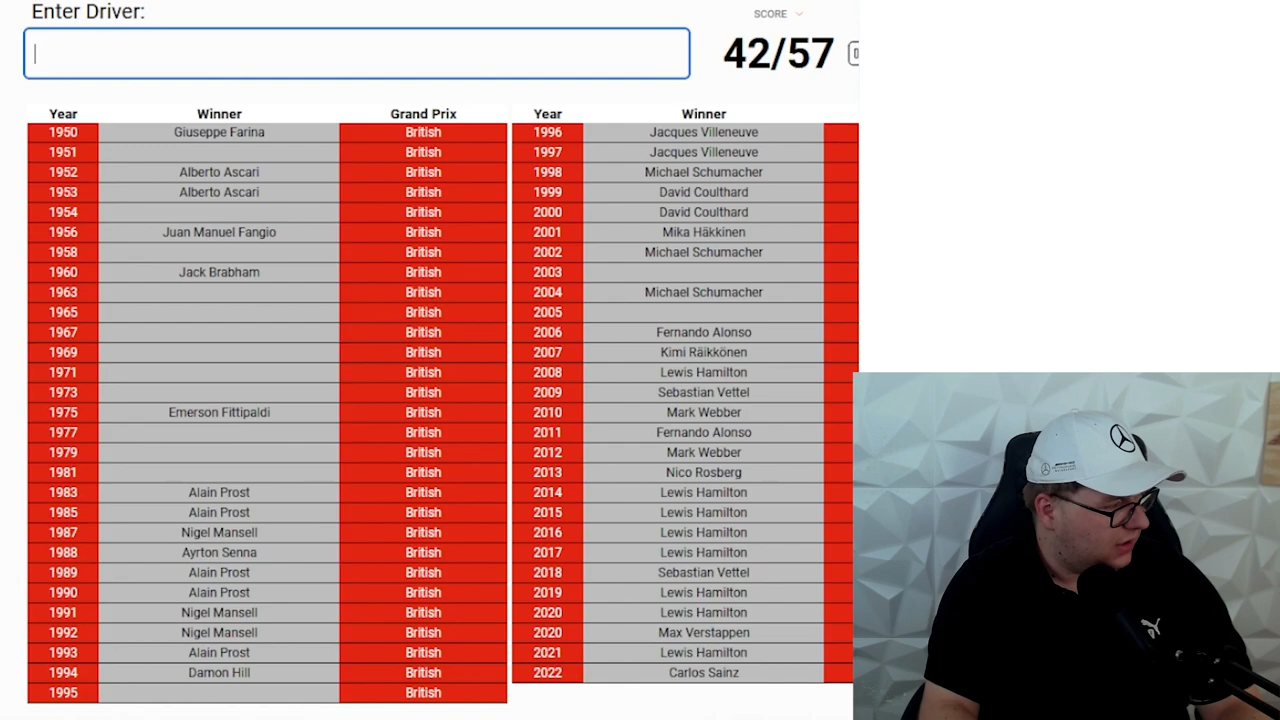 Enter Driver:
SCORE
42/57
Year Winner Grand Prix
1950 Giuseppe Farina British
1951 British
1952 Alberto Ascari British
1953 Alberto Ascari British
1954 British
1956 Juan Manuel Fangio British
1958 British
1960 Jack Brabham British
1963 British
1965 British
1967 British
1969 British
1971 British
1973 British
1975 Emerson Fittipaldi British
1977 British
1979 British
1981 British
1983 Alain Prost British
1985 Alain Prost British
1987 Nigel Mansell British
1988 Ayrton Senna British
1989 Alain Prost British
1990 Alain Prost British
1991 Nigel Mansell British
1992 Nigel Mansell British
1993 Alain Prost British
1994 Damon Hill British
1995 British
Year Winner
1996 Jacques Villeneuve
1997 Jacques Villeneuve
1998 Michael Schumacher
1999 David Coulthard
2000 David Coulthard
2001 Mika Häkkinen
2002 Michael Schumacher
2003
2004 Michael Schumacher
2005
2006 Fernando Alonso
2007 Kimi Räikkönen
2008 Lewis Hamilton
2009 Sebastian Vettel
2010 Mark Webber
2011 Fernando Alonso
2012 Mark Webber
2013 Nico Rosberg
2014 Lewis Hamilton
2015 Lewis Hamilton
2016 Lewis Hamilton
2017 Lewis Hamilton
2018 Sebastian Vettel
2019 Lewis Hamilton
2020 Lewis Hamilton
2020 Max Verstappen
2021 Lewis Hamilton
2022 Carlos Sainz